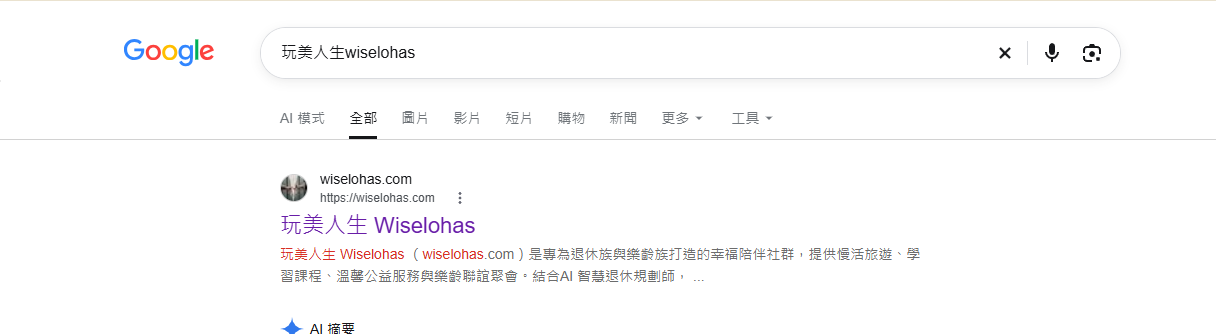 Google
玩美人生wiselohas
AI 模式 全部 圖片 影片 短片 購物 新聞 更多 工具
wiselohas.com
https://wiselohas.com
玩美人生 Wiselohas
玩美人生 Wiselohas （ wiselohas.com ) 是專為退休族與樂齡族打造的幸福陪伴社群，提供慢活旅遊、學
習課程、溫馨公益服務與樂齡聯誼聚會。結合AI 智慧退休規劃師， ...
AI 摘要